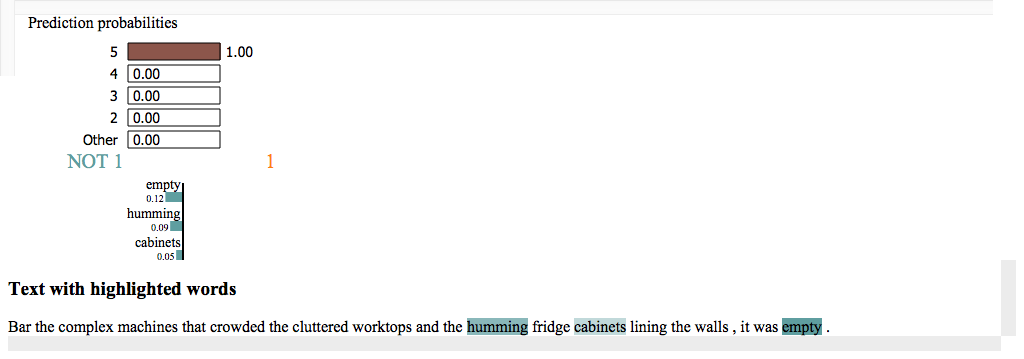 Prediction probabilities
5 1.00
4 0.00
3 0.00
2 0.00
Other 0.00
NOT 1 1
empty
0.12
humming
0.09
cabinets
0.05
Text with highlighted words
Bar the complex machines that crowded the cluttered worktops and the humming fridge cabinets lining the walls , it was empty .